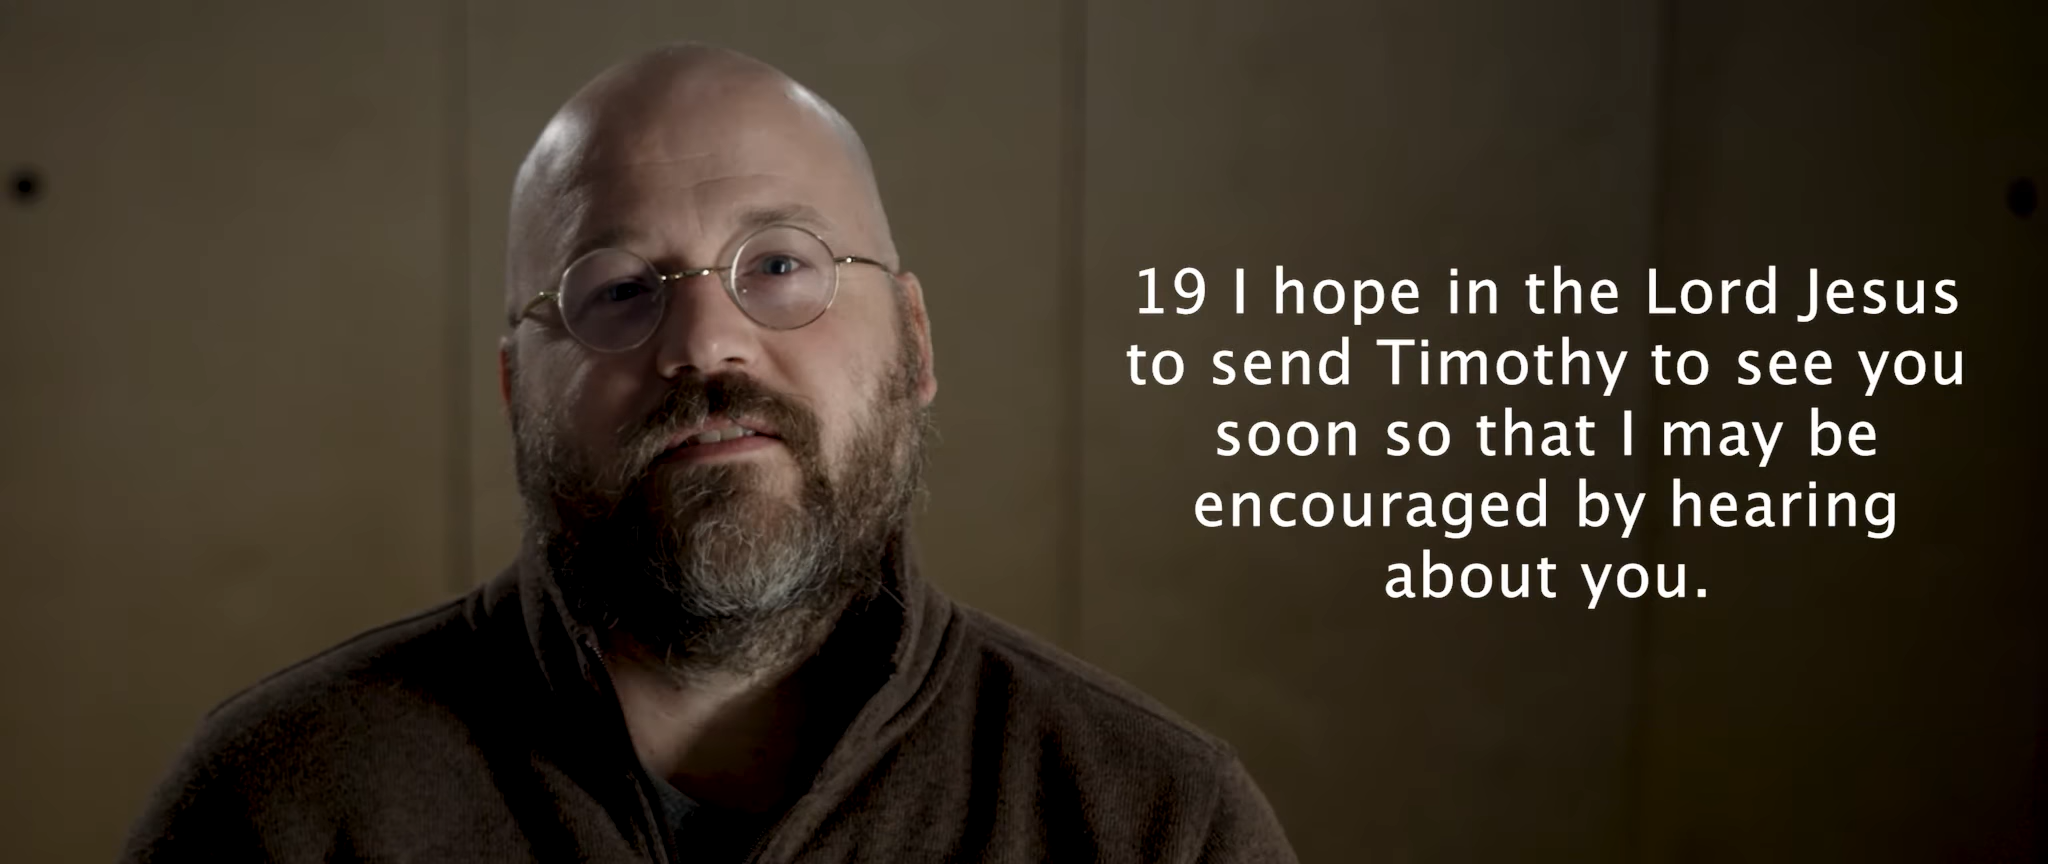 19 I hope in the Lord Jesus
to send Timothy to see you
soon so that I may be
encouraged by hearing
about you.